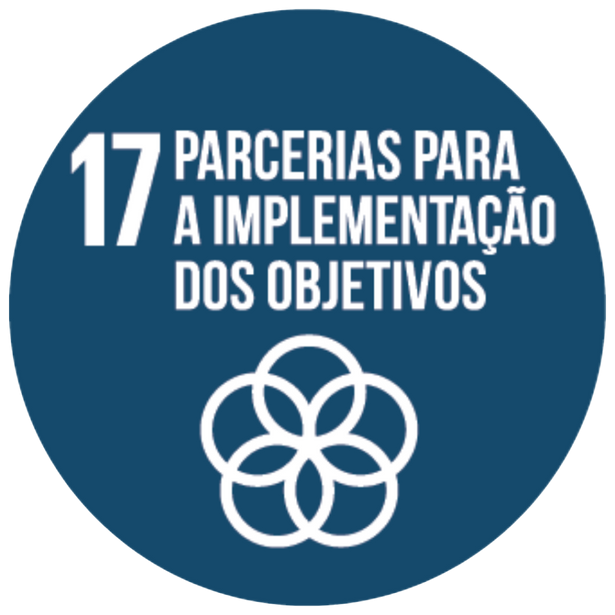 17 PARCERIAS PARA
A IMPLEMENTAÇÃO
DOS OBJETIVOS